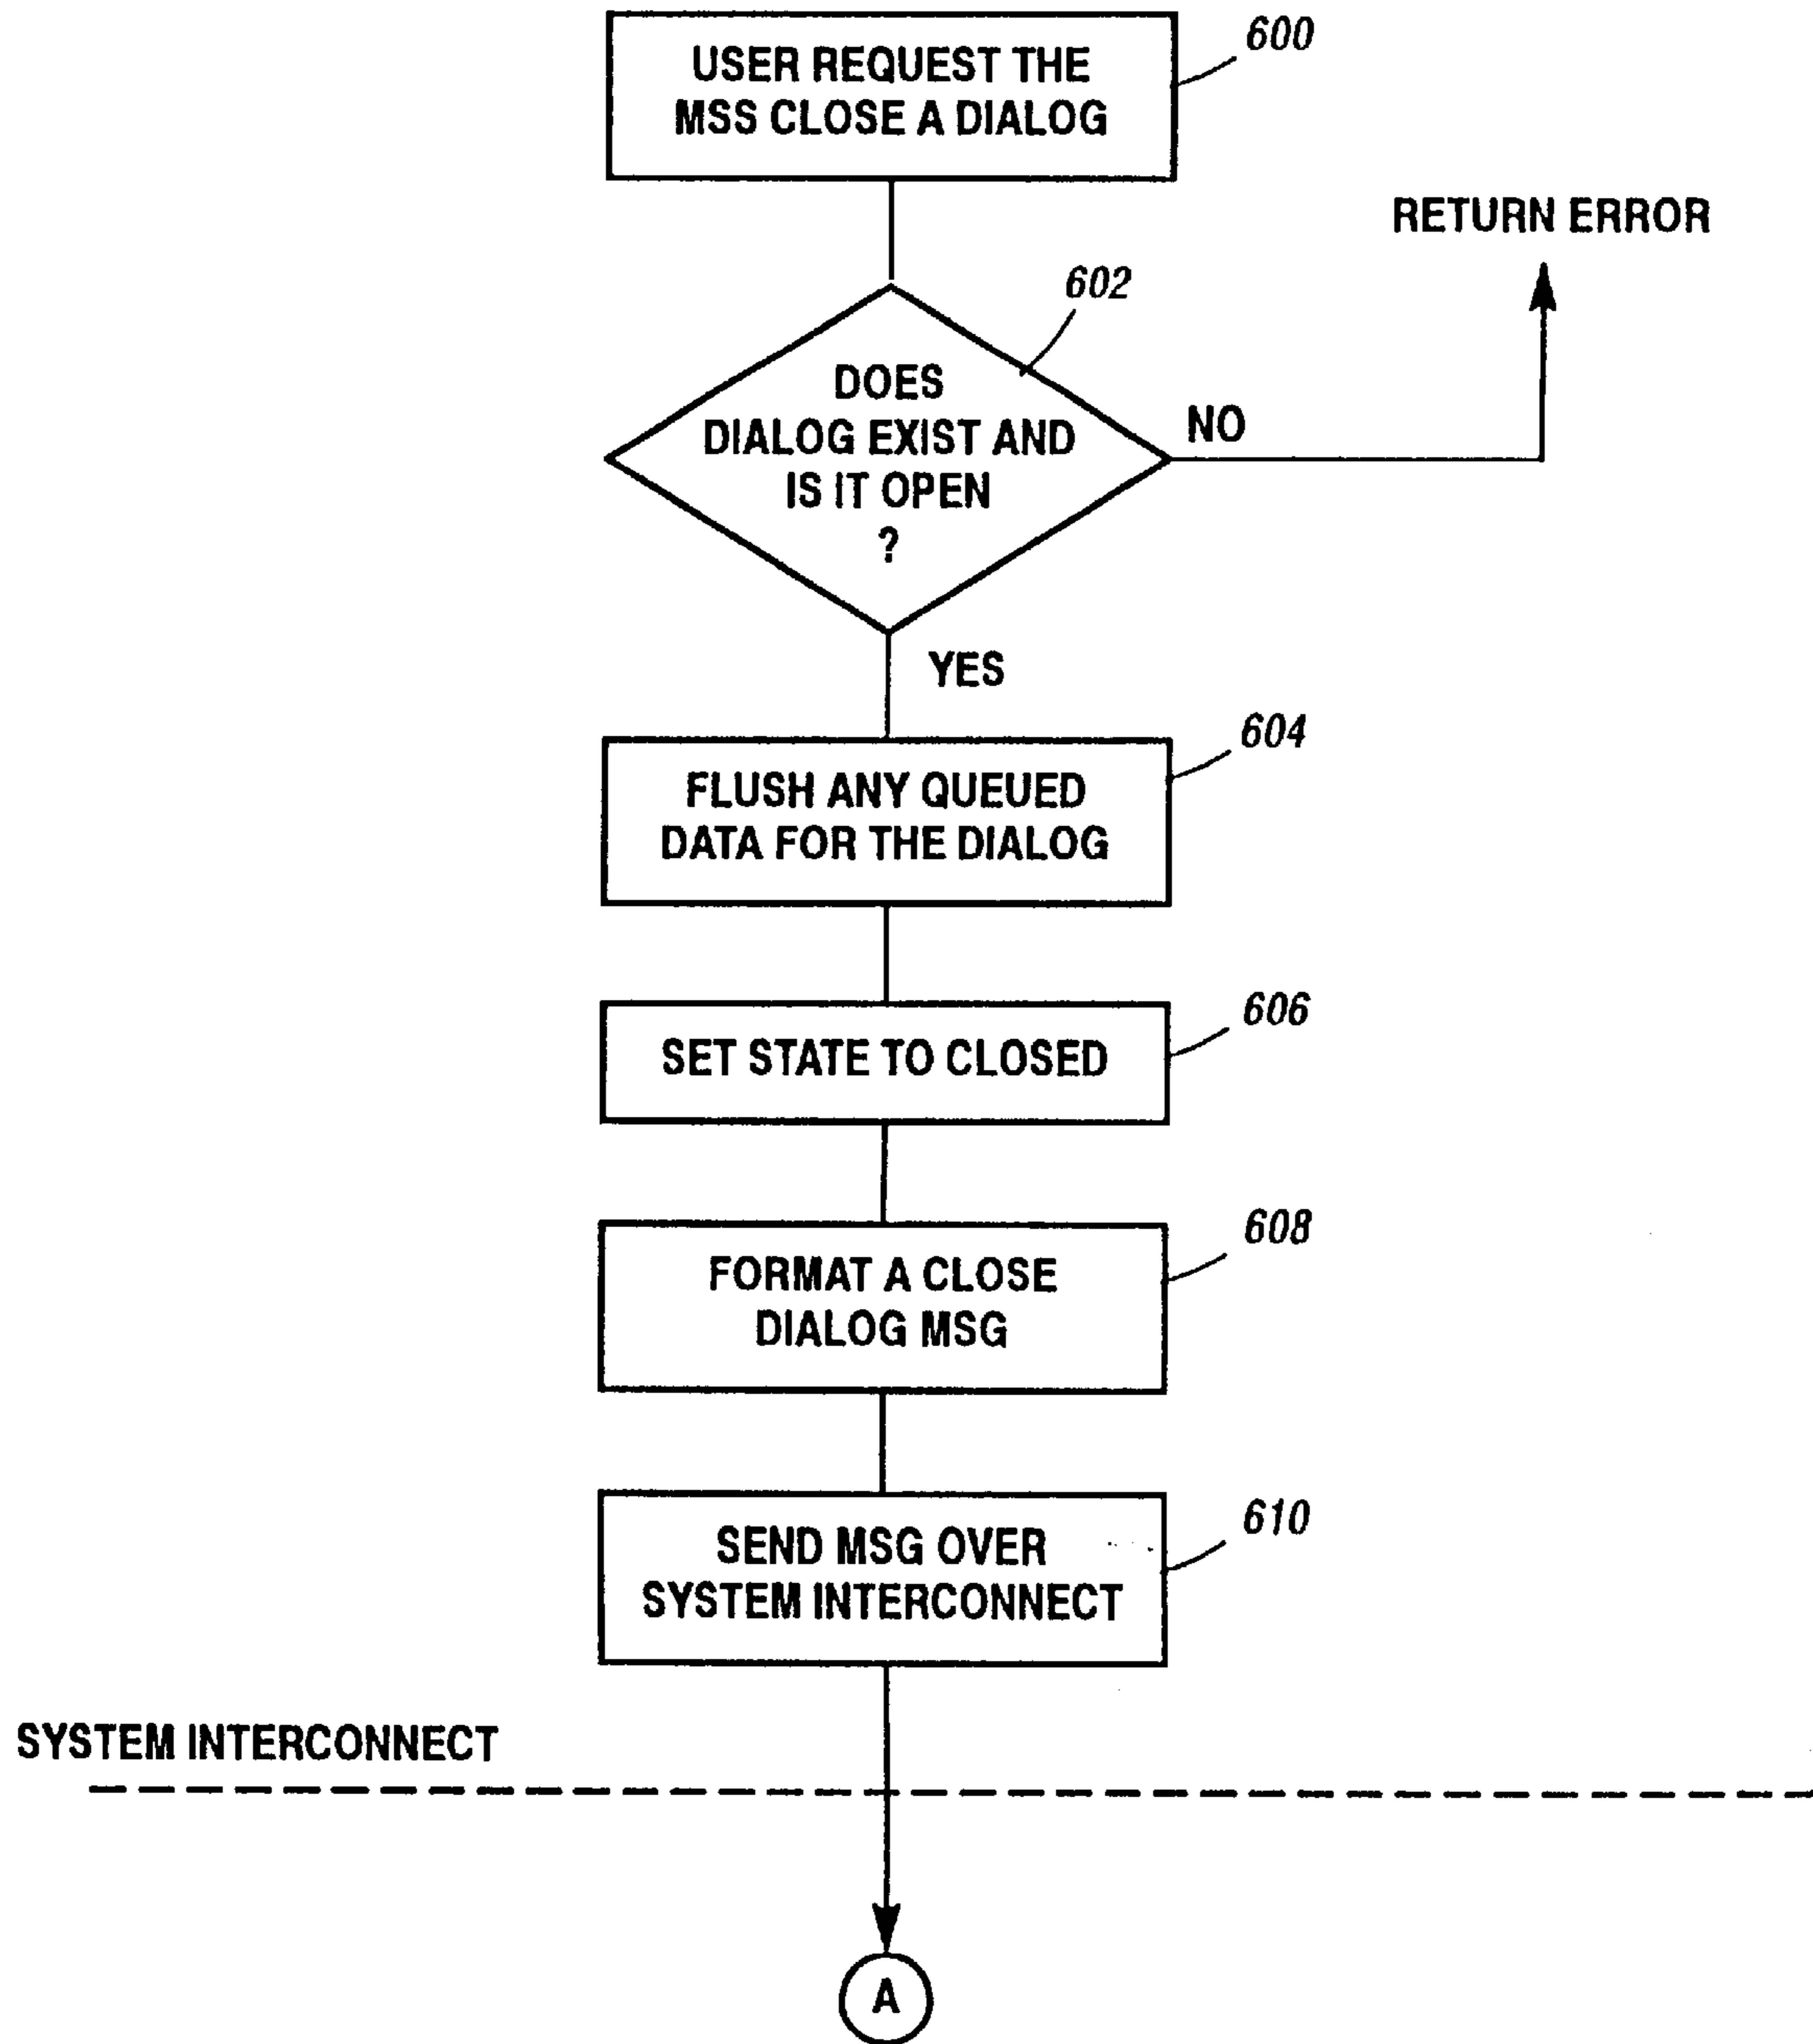 600
USER REQUEST THE
MSS CLOSE A DIALOG
RETURN ERROR
602
DOES
DIALOG EXIST AND
IS IT OPEN
?
NO
YES
604
FLUSH ANY QUEUED
DATA FOR THE DIALOG
606
SET STATE TO CLOSED
608
FORMAT A CLOSE
DIALOG MSG
610
SEND MSG OVER
SYSTEM INTERCONNECT
SYSTEM INTERCONNECT
A